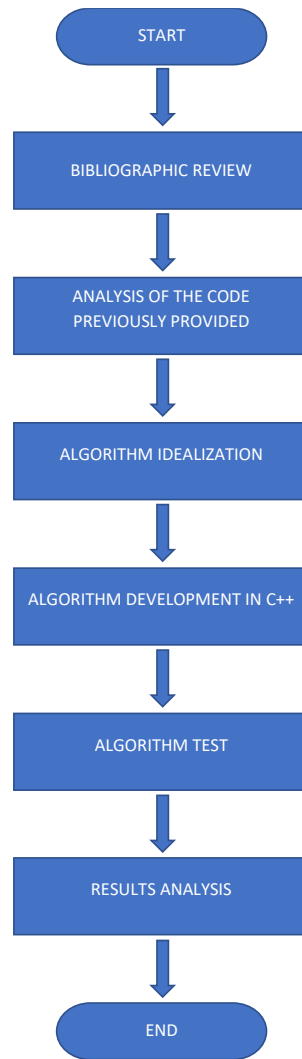 START
BIBLIOGRAPHIC REVIEW
ANALYSIS OF THE CODE
PREVIOUSLY PROVIDED
ALGORITHM IDEALIZATION
ALGORITHM DEVELOPMENT IN C++
ALGORITHM TEST
RESULTS ANALYSIS
END